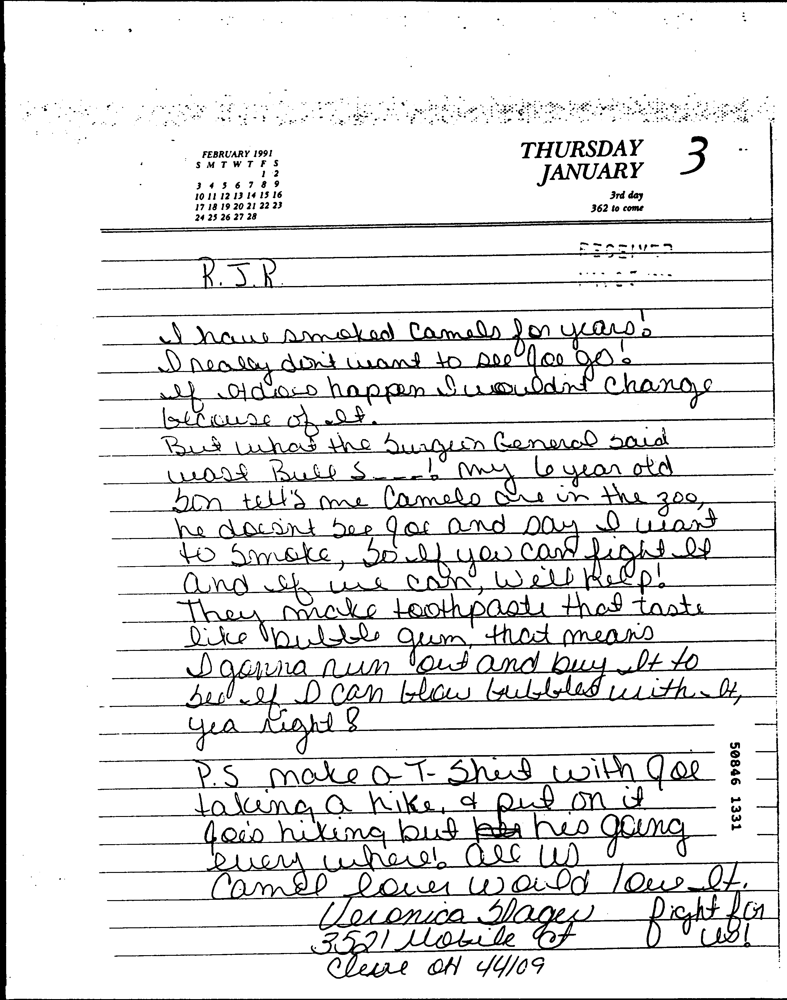 FEBRUARY 1991
S M T W T F S
1 2
3 4 5 6 7 8 9
10 11 12 13 14 15 16
17 18 19 20 21 22 23
24 25 26 27 28
THURSDAY 3
JANUARY
3rd day
362 to come
RECEIVED
R.J.R.
I have smoked Camels for years!
I really don't want to see Joe go!
If it does happen I wouldn't change
because of it.
But what the Surgeon General said
was Bull S---! My 6 year old
Son tell's me Camels are in the zoo,
he doesn't see Joe and say I want
to smoke, So if you can fight it
and if we can, we'll help!
They make toothpaste that taste
like bubble gum, that means
I gonna run out and buy it to
see if I can blow bubbles with it,
yea right!
P.S make a T-Shirt with Joe
taking a hike, & put on it
Joe's hiking but his going
every where! All us
Camel lover would love it.
Veronica Slager Fight for
3521 Mobile Ct us!
Cleve OH 44109
50846 1331